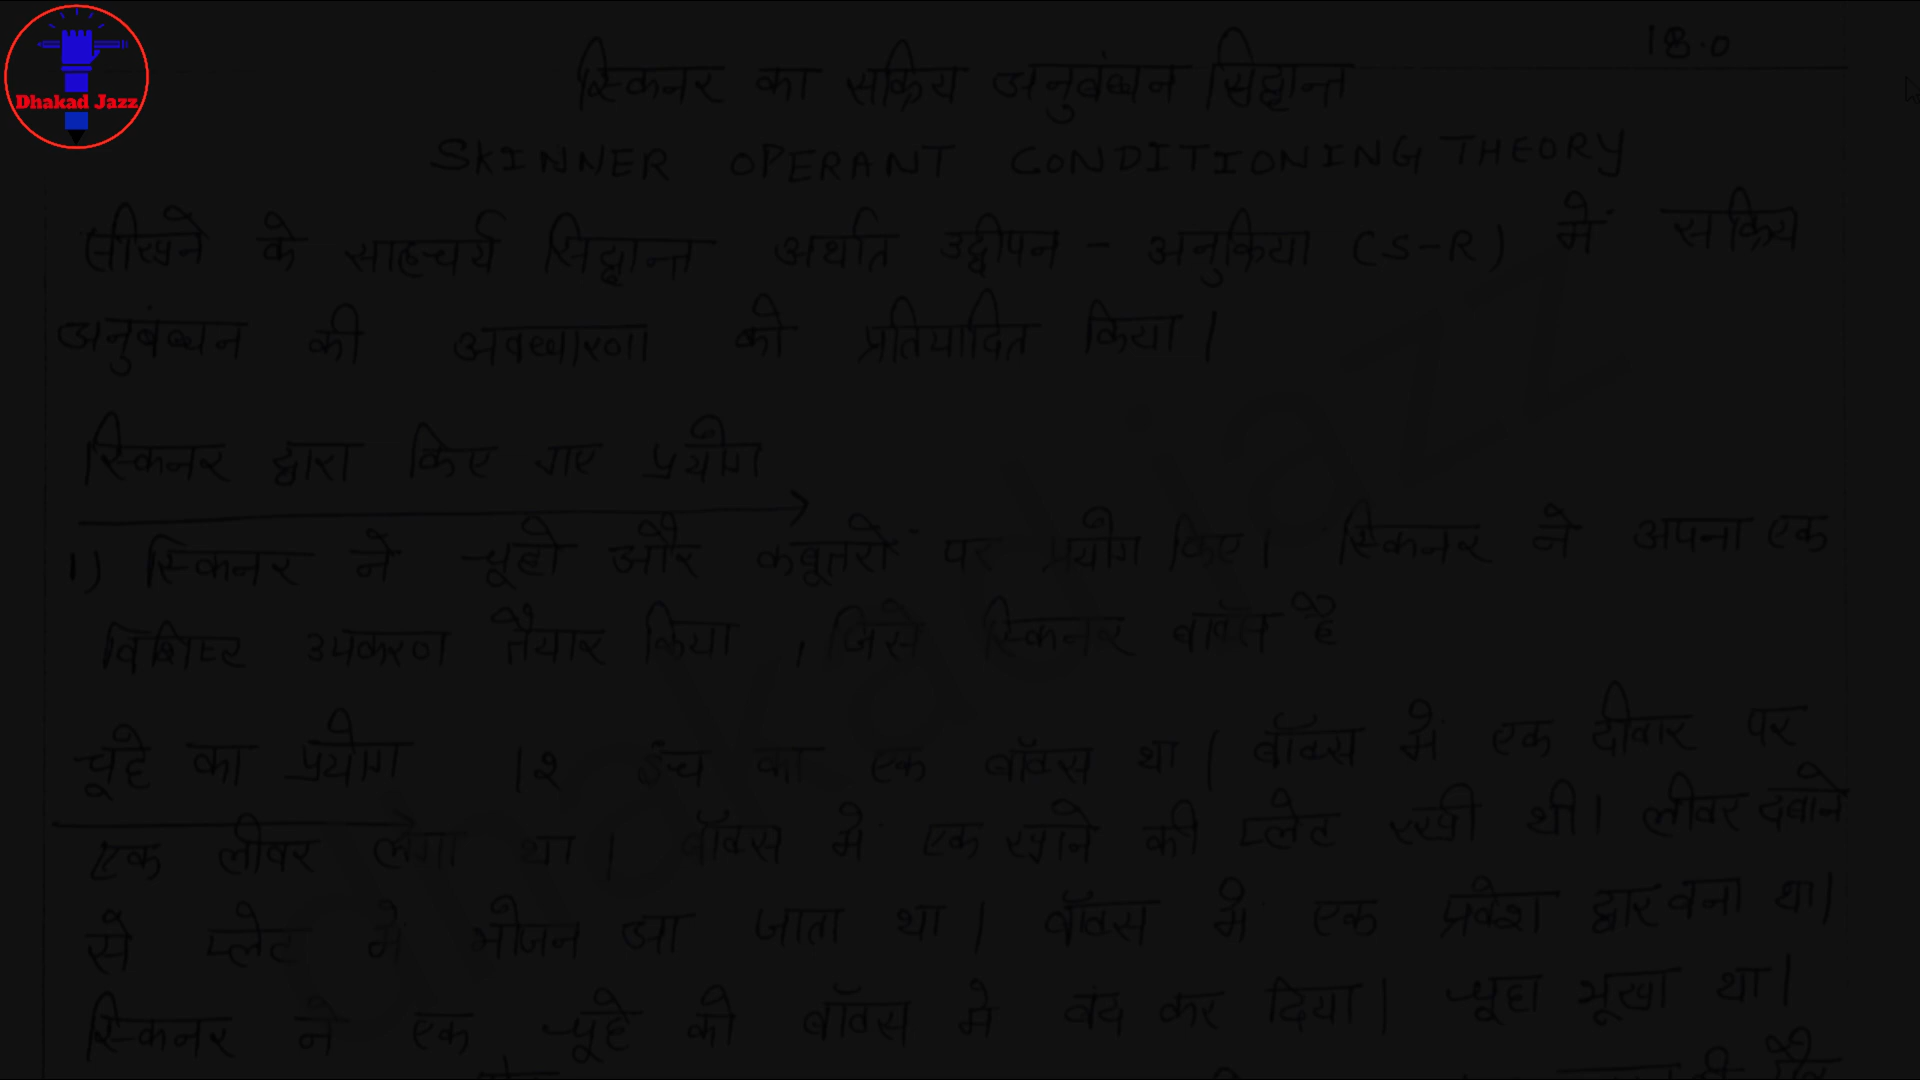 Dhakad Jazz
18.0
स्किनर का सक्रिय अनुबंधन सिद्धान्त
SKINNER OPERANT CONDITIONING THEORY
सीखने के साहचर्य सिद्धान्त अर्थात उद्दीपन - अनुक्रिया (S-R) में सक्रिय
अनुबंधन की अवधारणा को प्रतिपादित किया |
स्किनर द्वारा किए गए प्रयोग
1) स्किनर ने चूहो और कबूतरो पर प्रयोग किए। स्किनर ने अपना एक
विशिष्ट उपकरण तैयार किया , जिसे स्किनर बॉक्स है
चूहे का प्रयोग 12 इंच का एक बॉक्स था | बॉक्स मे एक दीवार पर
एक लीवर लगा था | बॉक्स मे एक खाने की प्लेट रखी थी। लीवर दबाने
से प्लेट मे भोजन आ जाता था | बॉक्स मे एक प्रवेश द्वार बना था।
स्किनर ने एक चूहे को बॉक्स मे बंद कर दिया | चूहा भूखा था |
dhakad jazz